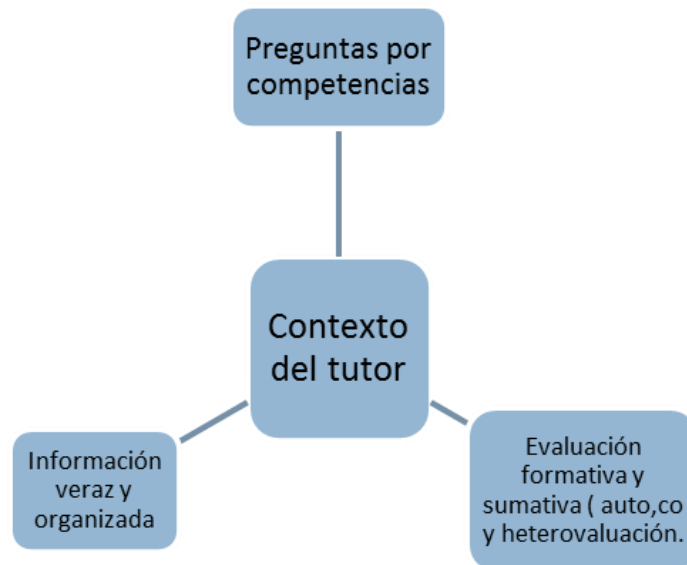 Preguntas por
competencias
Contexto
del tutor
Información
veraz y
organizada
Evaluación
formativa y
sumativa ( auto,co
y heterovaluación.